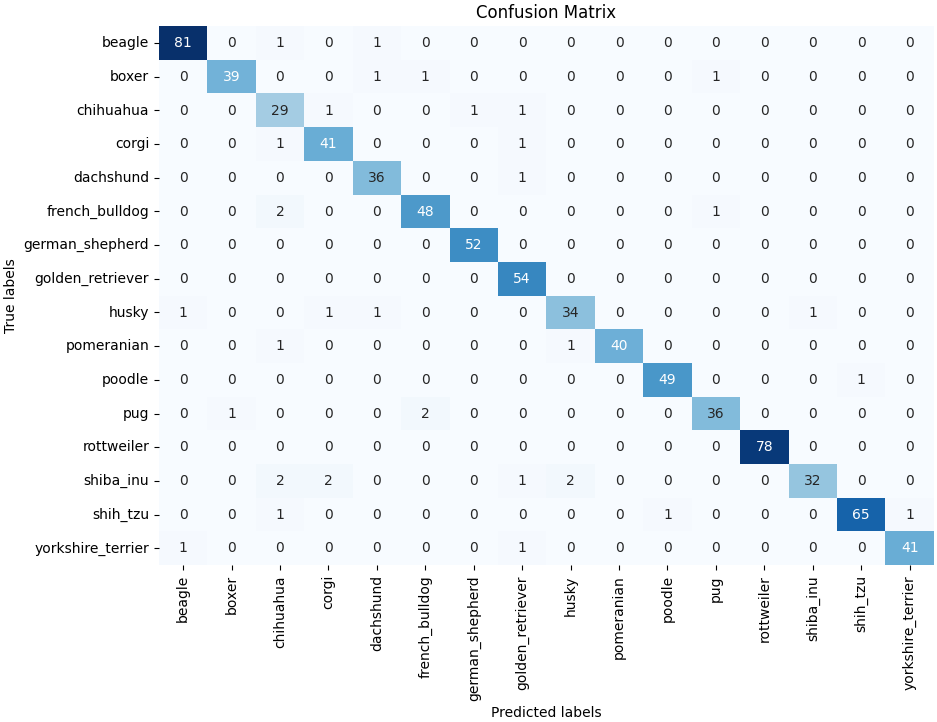 Confusion Matrix
True labels
beagle 81 0 1 0 1 0 0 0 0 0 0 0 0 0 0 0
boxer 0 39 0 0 1 1 0 0 0 0 0 1 0 0 0 0
chihuahua 0 0 29 1 0 0 1 1 0 0 0 0 0 0 0 0
corgi 0 0 1 41 0 0 0 1 0 0 0 0 0 0 0 0
dachshund 0 0 0 0 36 0 0 1 0 0 0 0 0 0 0 0
french_bulldog 0 0 2 0 0 48 0 0 0 0 0 1 0 0 0 0
german_shepherd 0 0 0 0 0 0 52 0 0 0 0 0 0 0 0 0
golden_retriever 0 0 0 0 0 0 0 54 0 0 0 0 0 0 0 0
husky 1 0 0 1 1 0 0 0 34 0 0 0 0 1 0 0
pomeranian 0 0 1 0 0 0 0 0 1 40 0 0 0 0 0 0
poodle 0 0 0 0 0 0 0 0 0 0 49 0 0 0 1 0
pug 0 1 0 0 0 2 0 0 0 0 0 36 0 0 0 0
rottweiler 0 0 0 0 0 0 0 0 0 0 0 0 78 0 0 0
shiba_inu 0 0 2 2 0 0 0 1 2 0 0 0 0 32 0 0
shih_tzu 0 0 1 0 0 0 0 0 0 0 1 0 0 0 65 1
yorkshire_terrier 1 0 0 0 0 0 0 1 0 0 0 0 0 0 0 41
beagle
boxer
chihuahua
corgi
dachshund
french_bulldog
german_shepherd
golden_retriever
husky
pomeranian
poodle
pug
rottweiler
shiba_inu
shih_tzu
yorkshire_terrier
Predicted labels